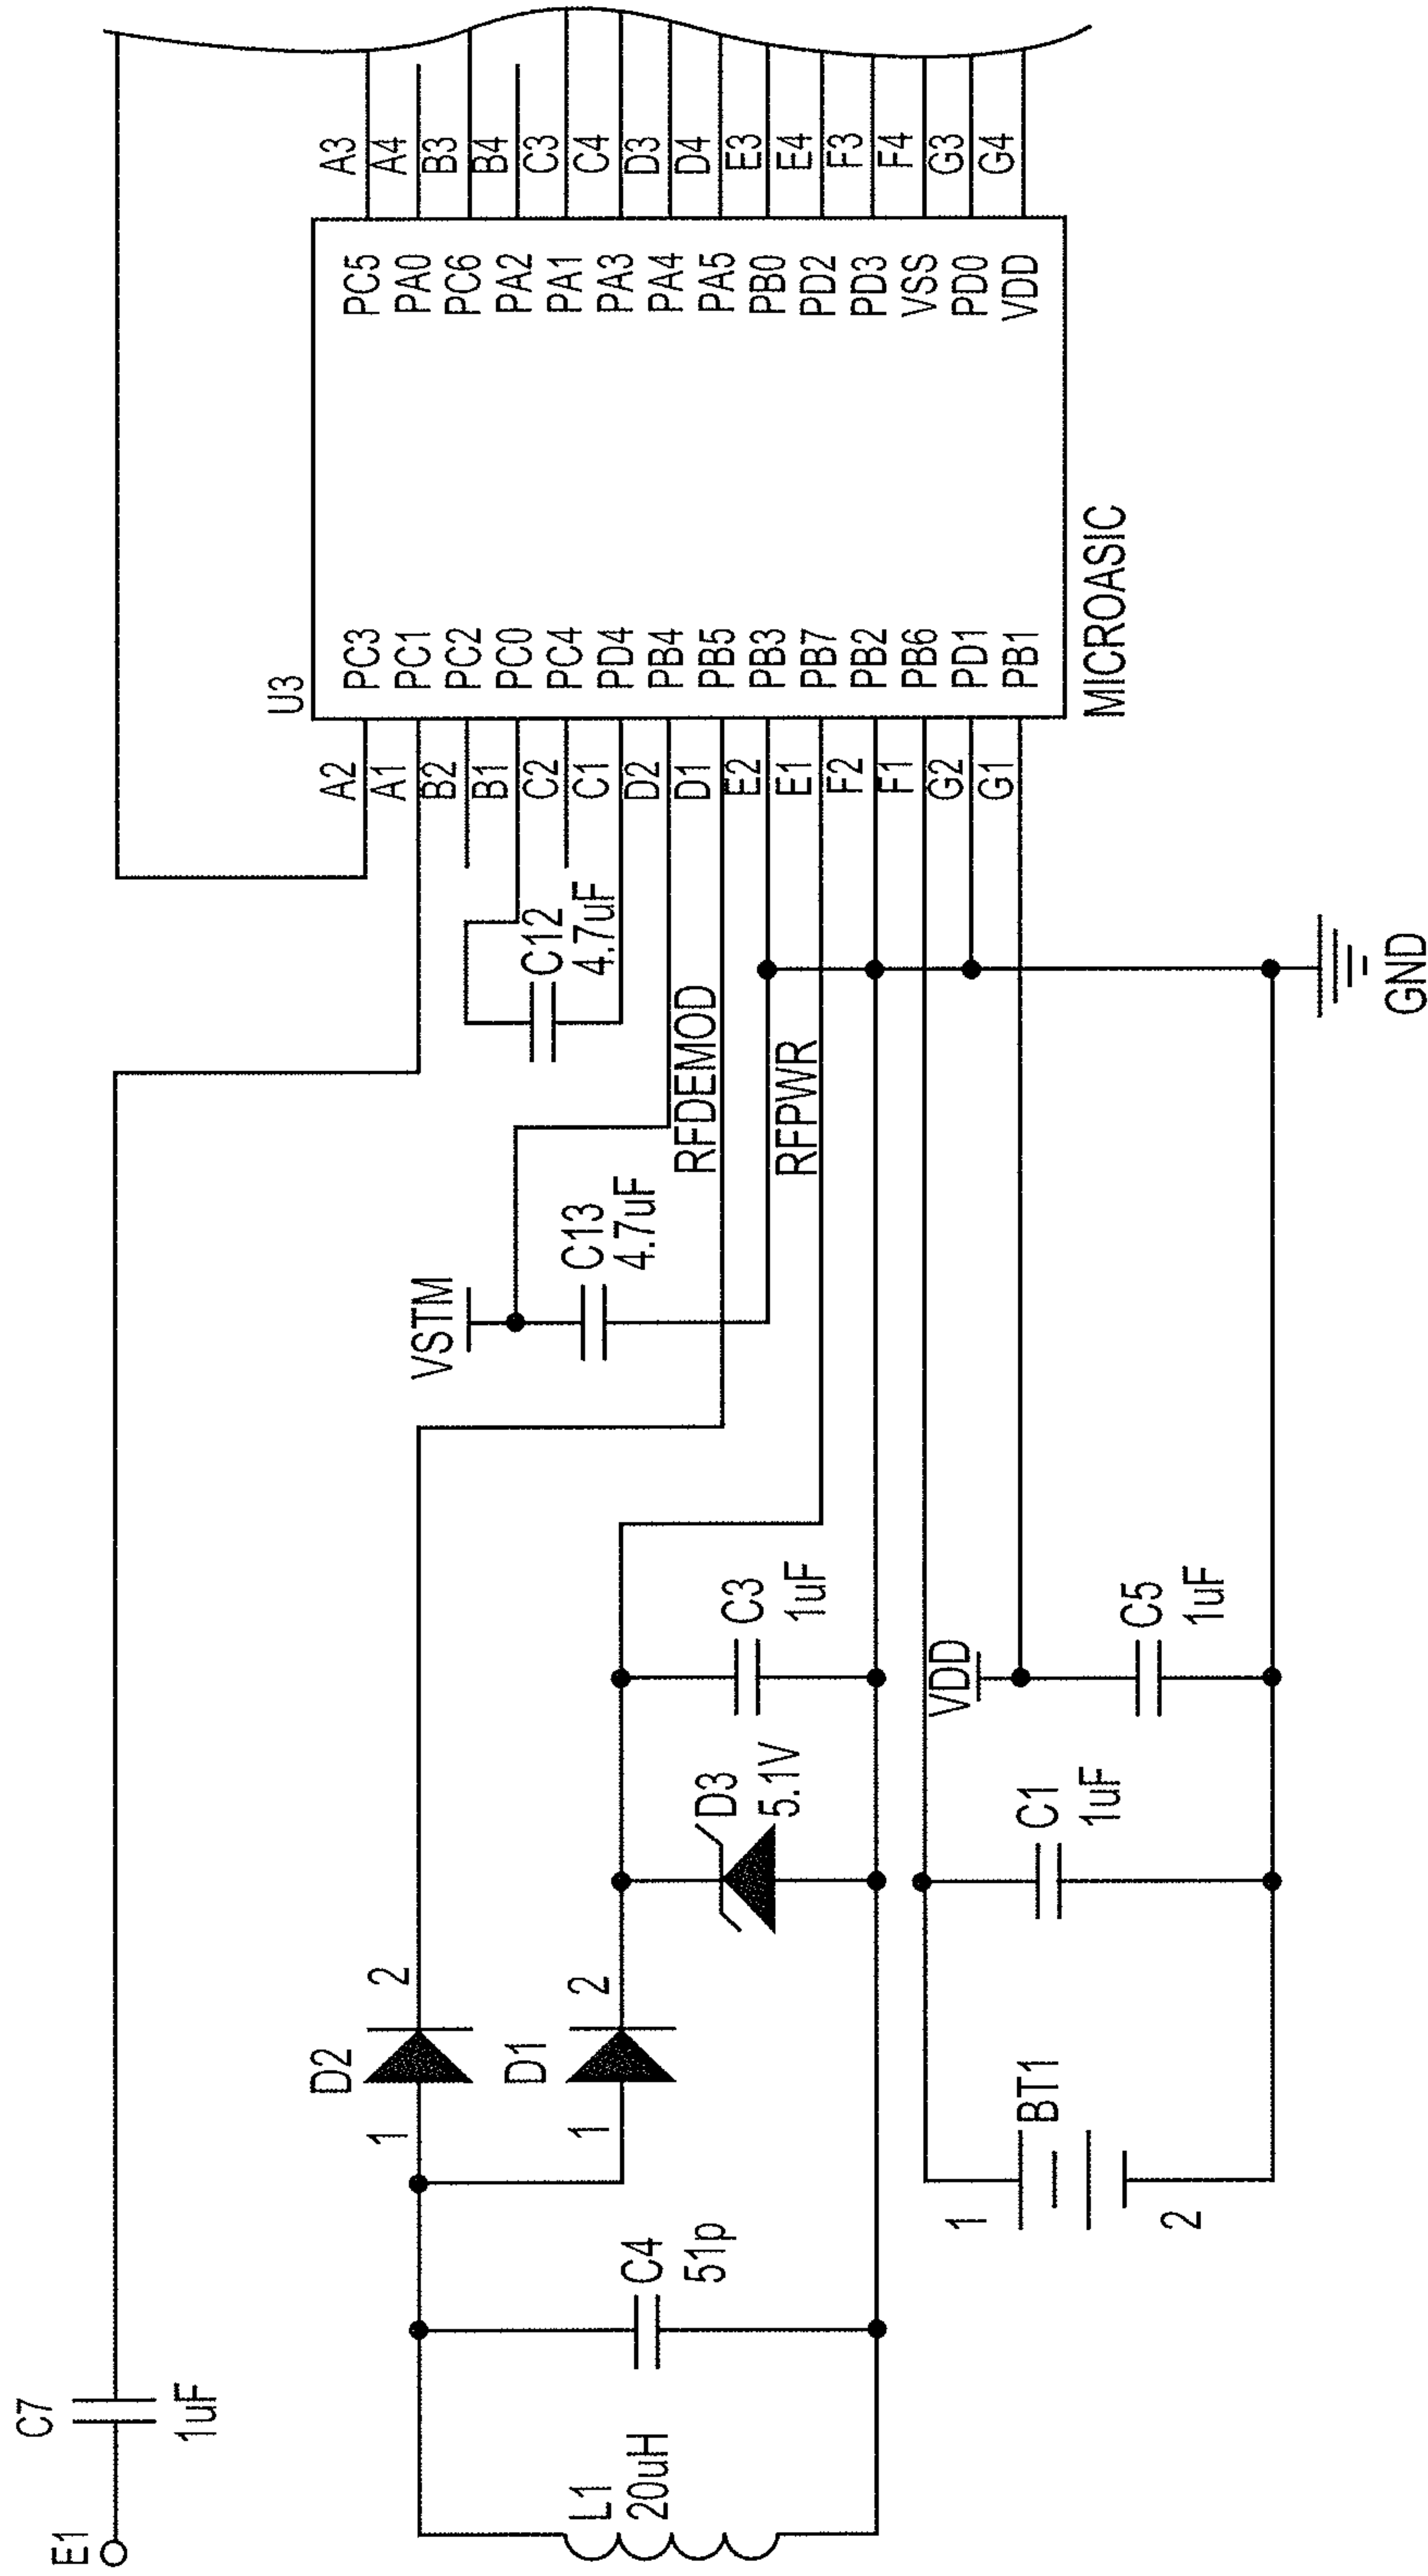 E1
C7
1uF
L1
20uH
C4
51p
D2
1
2
D1
1
2
D3
5.1V
C3
1uF
BT1
1
2
C1
1uF
VDD
C5
1uF
VSTM
C13
4.7uF
C12
4.7uF
RFDEMOD
RFPWR
GND
U3
MICROASIC
A2 PC3
A1 PC1
B2 PC2
B1 PC0
C2 PC4
C1 PD4
D2 PB4
D1 PB5
E2 PB3
E1 PB7
F2 PB2
F1 PB6
G2 PD1
G1 PB1
PC5 A3
PA0 A4
PC6 B3
PA2 B4
PA1 C3
PA3 C4
PA4 D3
PA5 D4
PB0 E3
PD2 E4
PD3 F3
VSS F4
PD0 G3
VDD G4